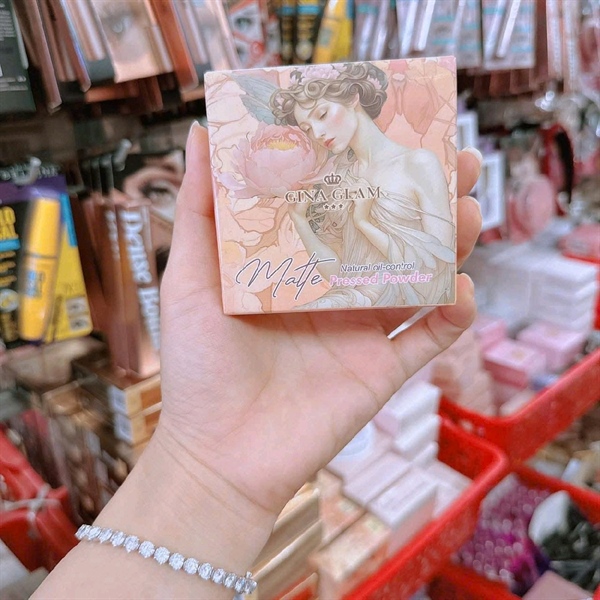 GINA GLAM
Matte
Natural oil-control
Pressed Powder